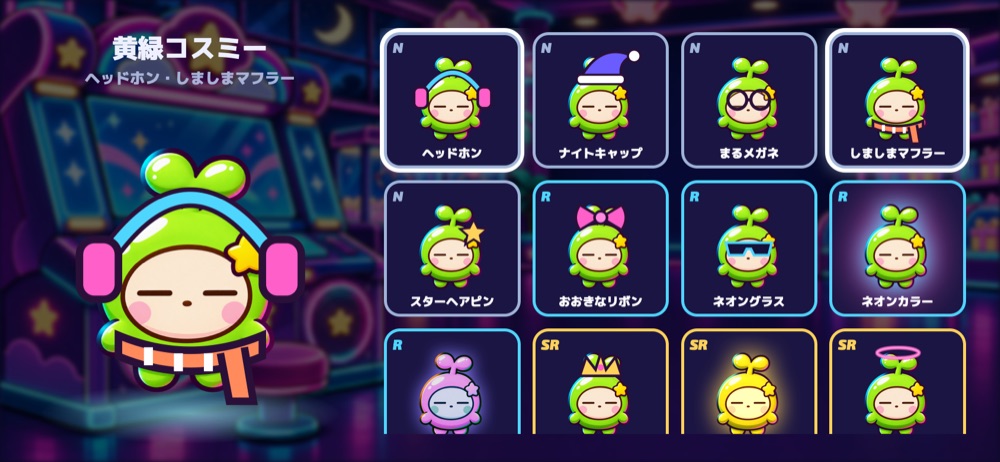 黄緑コスミー
ヘッドホン・しましまマフラー
N
ヘッドホン
N
ナイトキャップ
N
まるメガネ
N
しましまマフラー
N
スターヘアピン
R
おおきなリボン
R
ネオングラス
R
ネオンカラー
R
SR
SR
SR